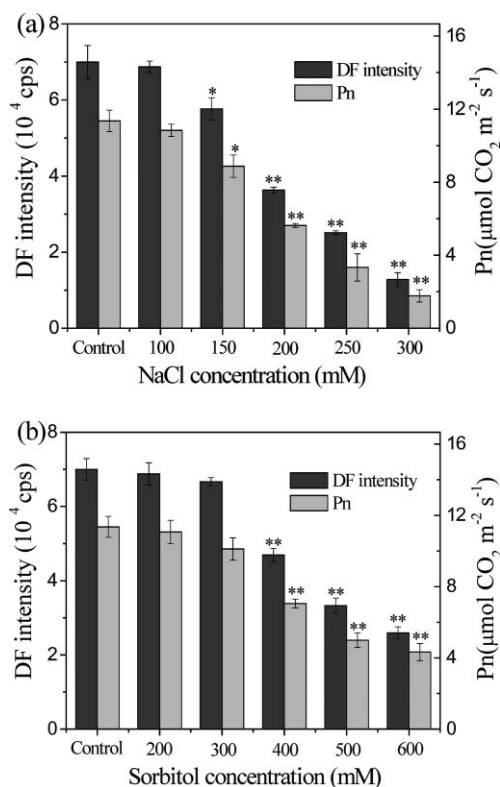 (a)
8
6
4
2
0
DF intensity (10⁴ cps)
DF intensity
Pn
*
*
**
**
**
**
**
**
16
12
8
4
0
Pn(μmol CO₂ m⁻² s⁻¹)
Control 100 150 200 250 300
NaCl concentration (mM)
(b)
8
6
4
2
0
DF intensity (10⁴ cps)
DF intensity
Pn
**
**
**
**
**
**
16
12
8
4
0
Pn(μmol CO₂ m⁻² s⁻¹)
Control 200 300 400 500 600
Sorbitol concentration (mM)